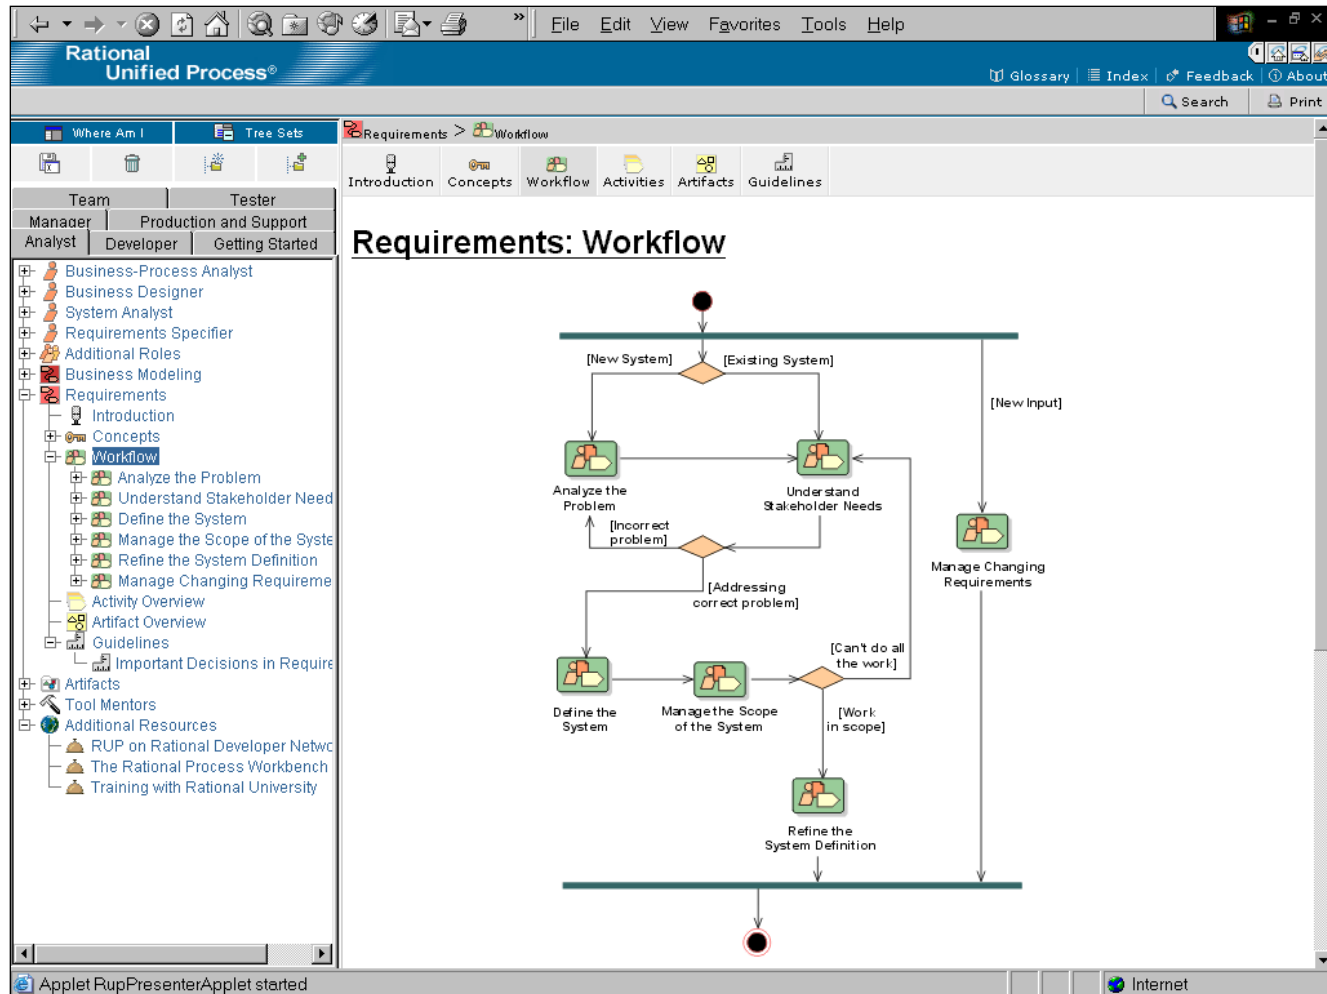 » File Edit View Favorites Tools Help
Rational
Unified Process®
Glossary Index Feedback About
Search Print
Where Am I Tree Sets
Team Tester
Manager Production and Support
Analyst Developer Getting Started
Business-Process Analyst
Business Designer
System Analyst
Requirements Specifier
Additional Roles
Business Modeling
Requirements
Introduction
Concepts
Workflow
Analyze the Problem
Understand Stakeholder Need
Define the System
Manage the Scope of the Syste
Refine the System Definition
Manage Changing Requireme
Activity Overview
Artifact Overview
Guidelines
Important Decisions in Require
Artifacts
Tool Mentors
Additional Resources
RUP on Rational Developer Netwo
The Rational Process Workbench
Training with Rational University
Requirements > Workflow
Introduction Concepts Workflow Activities Artifacts Guidelines
Requirements: Workflow
[New System] [Existing System]
[New Input]
Analyze the
Problem
Understand
Stakeholder Needs
[Incorrect
problem]
Manage Changing
Requirements
[Addressing
correct problem]
[Can't do all
the work]
Define the
System
Manage the Scope
of the System
[Work
in scope]
Refine the
System Definition
Applet RupPresenterApplet started
Internet